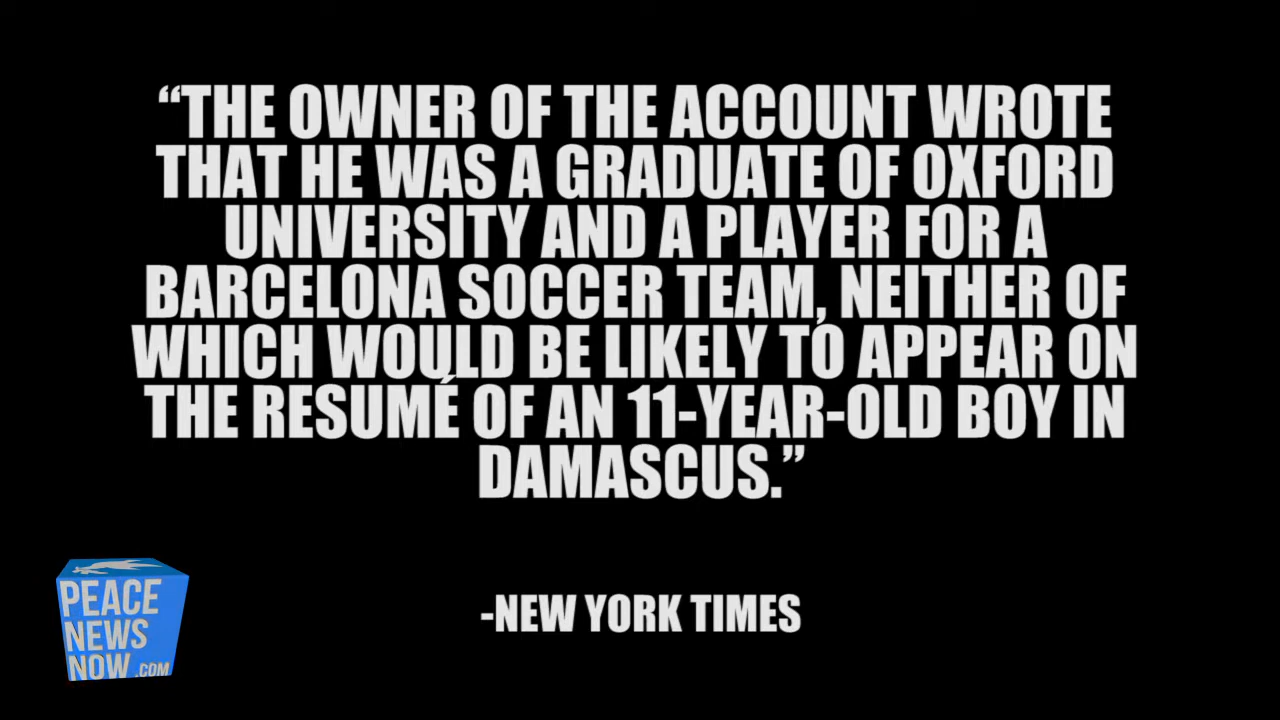 “THE OWNER OF THE ACCOUNT WROTE
THAT HE WAS A GRADUATE OF OXFORD
UNIVERSITY AND A PLAYER FOR A
BARCELONA SOCCER TEAM, NEITHER OF
WHICH WOULD BE LIKELY TO APPEAR ON
THE RESUMÉ OF AN 11-YEAR-OLD BOY IN
DAMASCUS.”
-NEW YORK TIMES
PEACE
NEWS
NOW.COM